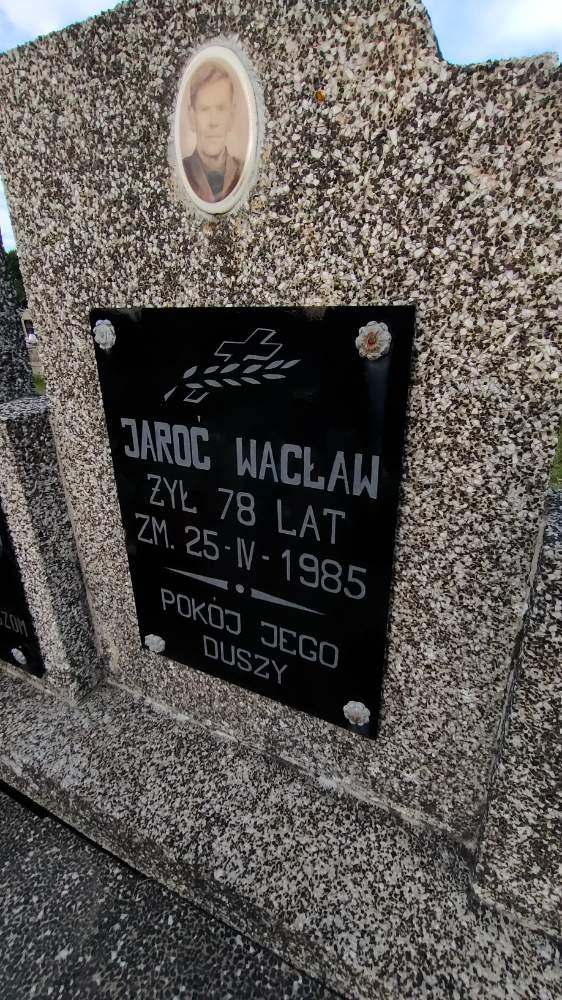 JAROĆ WACŁAW
ŻYŁ 78 LAT
ZM. 25-IV-1985
POKÓJ JEGO
DUSZY